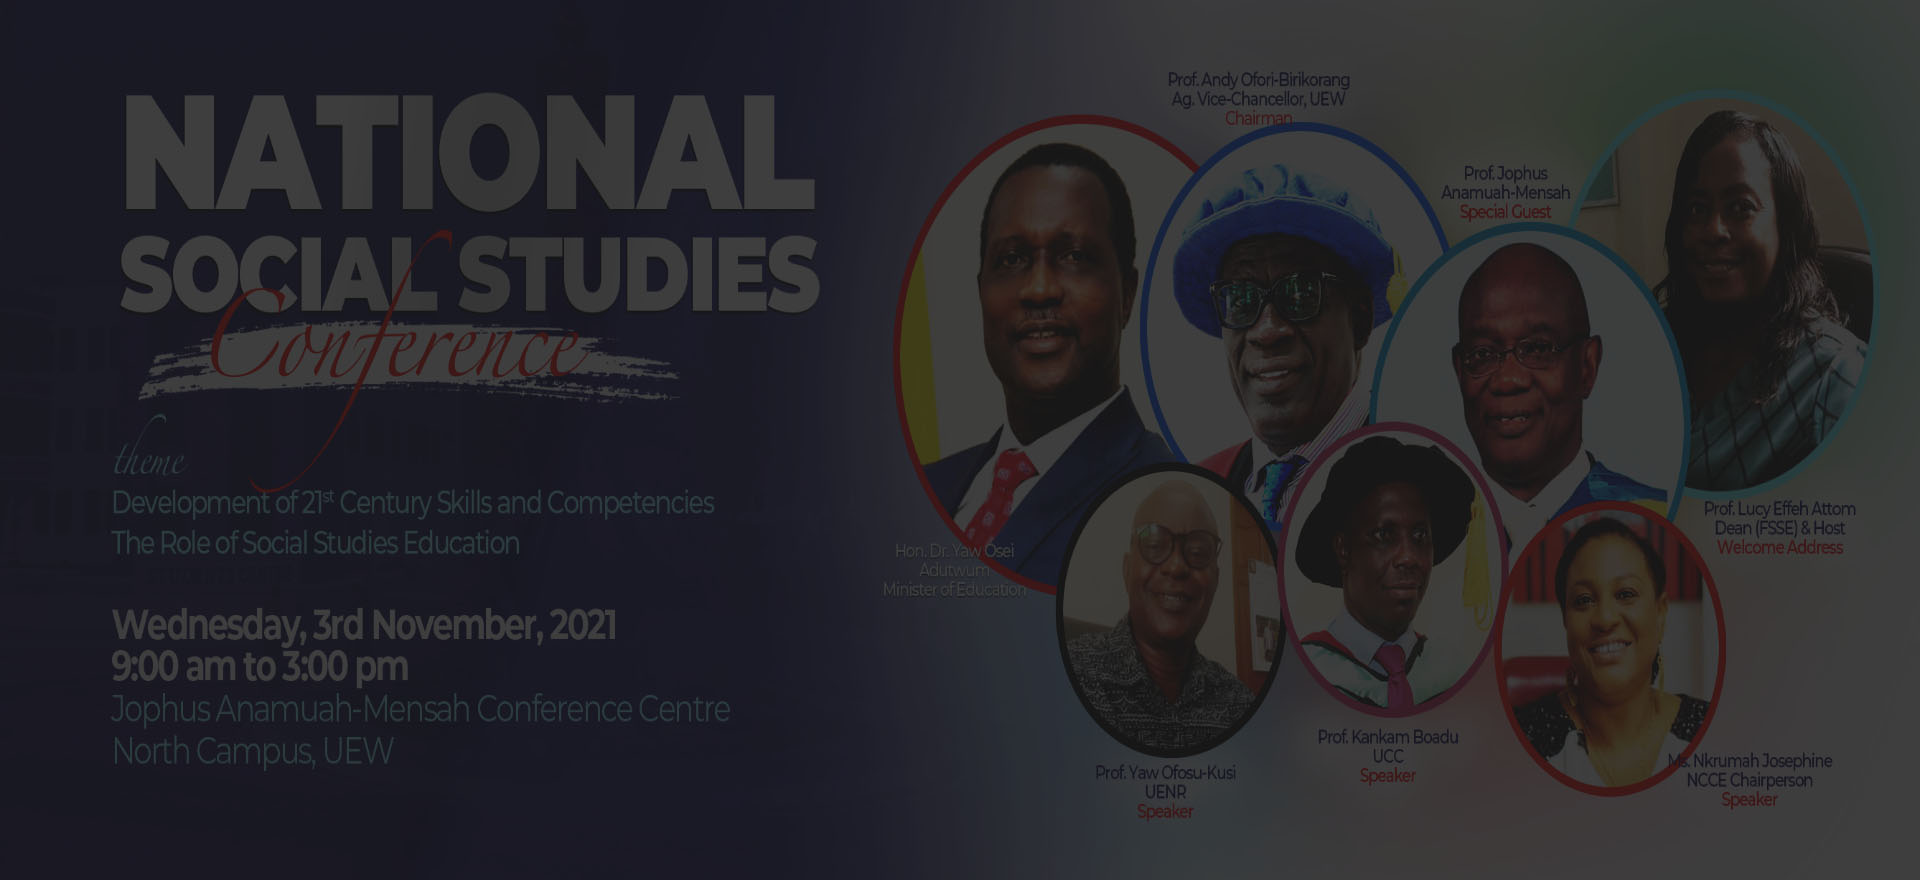 NATIONAL
SOCIAL STUDIES
Conference
theme
Development of 21st Century Skills and Competencies
The Role of Social Studies Education
Wednesday, 3rd November, 2021
9:00 am to 3:00 pm
Jophus Anamuah-Mensah Conference Centre
North Campus, UEW
Prof. Andy Ofori-Birikorang
Ag. Vice-Chancellor, UEW
Chairman
Prof. Jophus
Anamuah-Mensah
Special Guest
Prof. Lucy Effeh Attom
Dean (FSSE) & Host
Welcome Address
Hon. Dr. Yaw Osei
Adutwum
Minister of Education
Prof. Yaw Ofosu-Kusi
UENR
Speaker
Prof. Kankam Boadu
UCC
Speaker
Ms. Nkrumah Josephine
NCCE Chairperson
Speaker